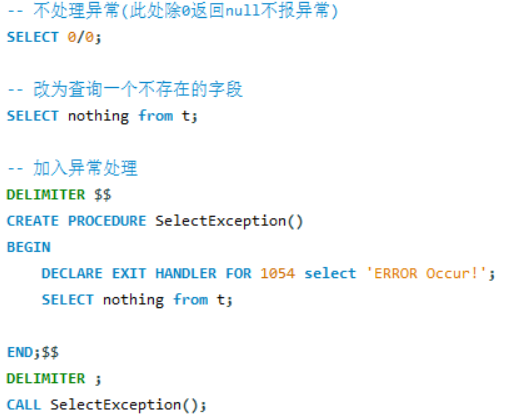 -- 不处理异常(此处除0返回null不报异常)
SELECT 0/0;
-- 改为查询一个不存在的字段
SELECT nothing from t;
-- 加入异常处理
DELIMITER $$
CREATE PROCEDURE SelectException()
BEGIN
DECLARE EXIT HANDLER FOR 1054 select 'ERROR Occur!';
SELECT nothing from t;
END;$$
DELIMITER ;
CALL SelectException();